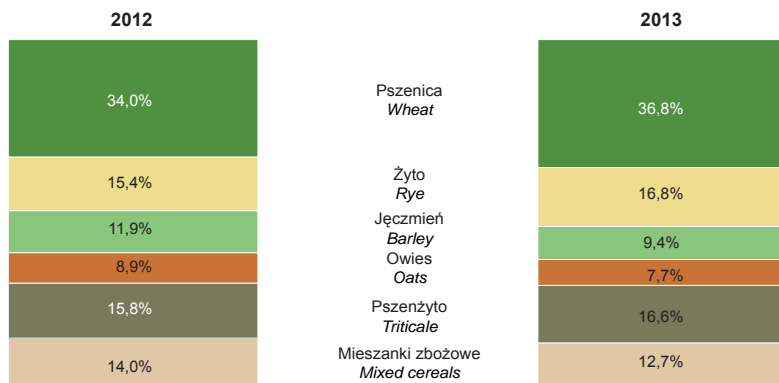 2012
2013
34,0%
Pszenica
Wheat
36,8%
15,4%
Żyto
Rye
16,8%
11,9%
Jęczmień
Barley
9,4%
8,9%
Owies
Oats
7,7%
15,8%
Pszenżyto
Triticale
16,6%
14,0%
Mieszanki zbożowe
Mixed cereals
12,7%